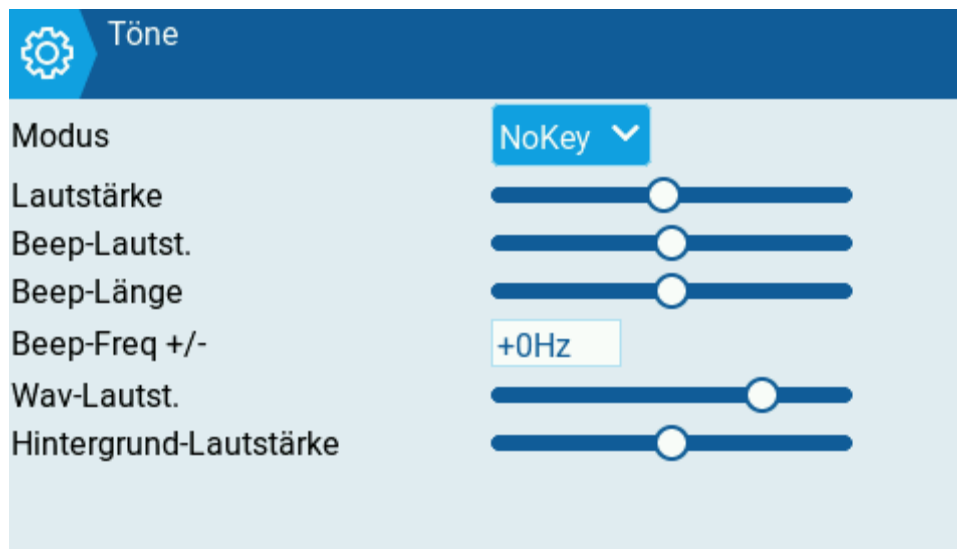 Töne
Modus NoKey
Lautstärke
Beep-Lautst.
Beep-Länge
Beep-Freq +/- +0Hz
Wav-Lautst.
Hintergrund-Lautstärke